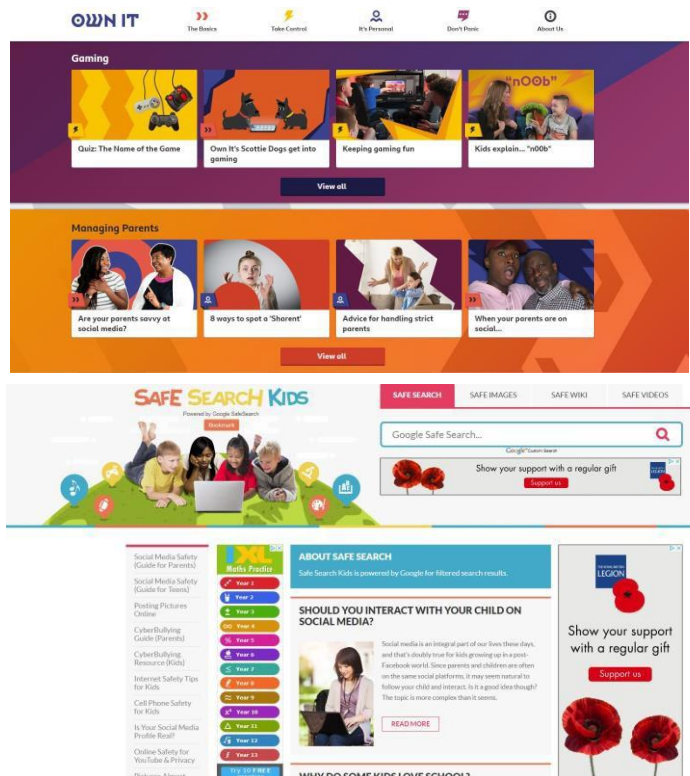 OWN IT
The Basics
Take Control
It's Personal
Don't Panic
About Us
Gaming
"nOOb"
Quiz: The Name of the Game
Own It's Scottie Dogs get into
gaming
Keeping gaming fun
Kids explain... "n00b"
View all
Managing Parents
Are your parents savvy at
social media?
8 ways to spot a 'Sharent'
Advice for handling strict
parents
When your parents are on
social...
View all
SAFE SEARCH KIDS
Powered by Google SafeSearch
Bookmark
SAFE SEARCH
SAFE IMAGES
SAFE WIKI
SAFE VIDEOS
Google Safe Search...
Google Custom Search
Show your support with a regular gift
Support us
LEGION
Social Media Safety
(Guide for Parents)
Social Media Safety
(Guide for Teens)
Posting Pictures
Online
CyberBullying
Guide (Parents)
CyberBullying
Resource (Kids)
Internet Safety Tips
for Kids
Cell Phone Safety
for Kids
Is Your Social Media
Profile Real?
Online Safety for
YouTube & Privacy
IXL
Maths Practice
Year 1
Year 2
Year 3
Year 4
Year 5
Year 6
Year 7
Year 8
Year 9
Year 10
Year 11
Year 12
Year 13
Try 10 FREE
ABOUT SAFE SEARCH
Safe Search Kids is powered by Google for filtered search results.
SHOULD YOU INTERACT WITH YOUR CHILD ON
SOCIAL MEDIA?
Social media is an integral part of our lives these days,
and that's doubly true for kids growing up in a post-
Facebook world. Since parents and children are often
on the same social platforms, it may seem natural to
follow your child and interact. Is it a good idea though?
The topic is more complex than it seems.
READ MORE
WHY DO SOME KIDS LOVE SCHOOL?
LEGION
Show your support
with a regular gift
Support us